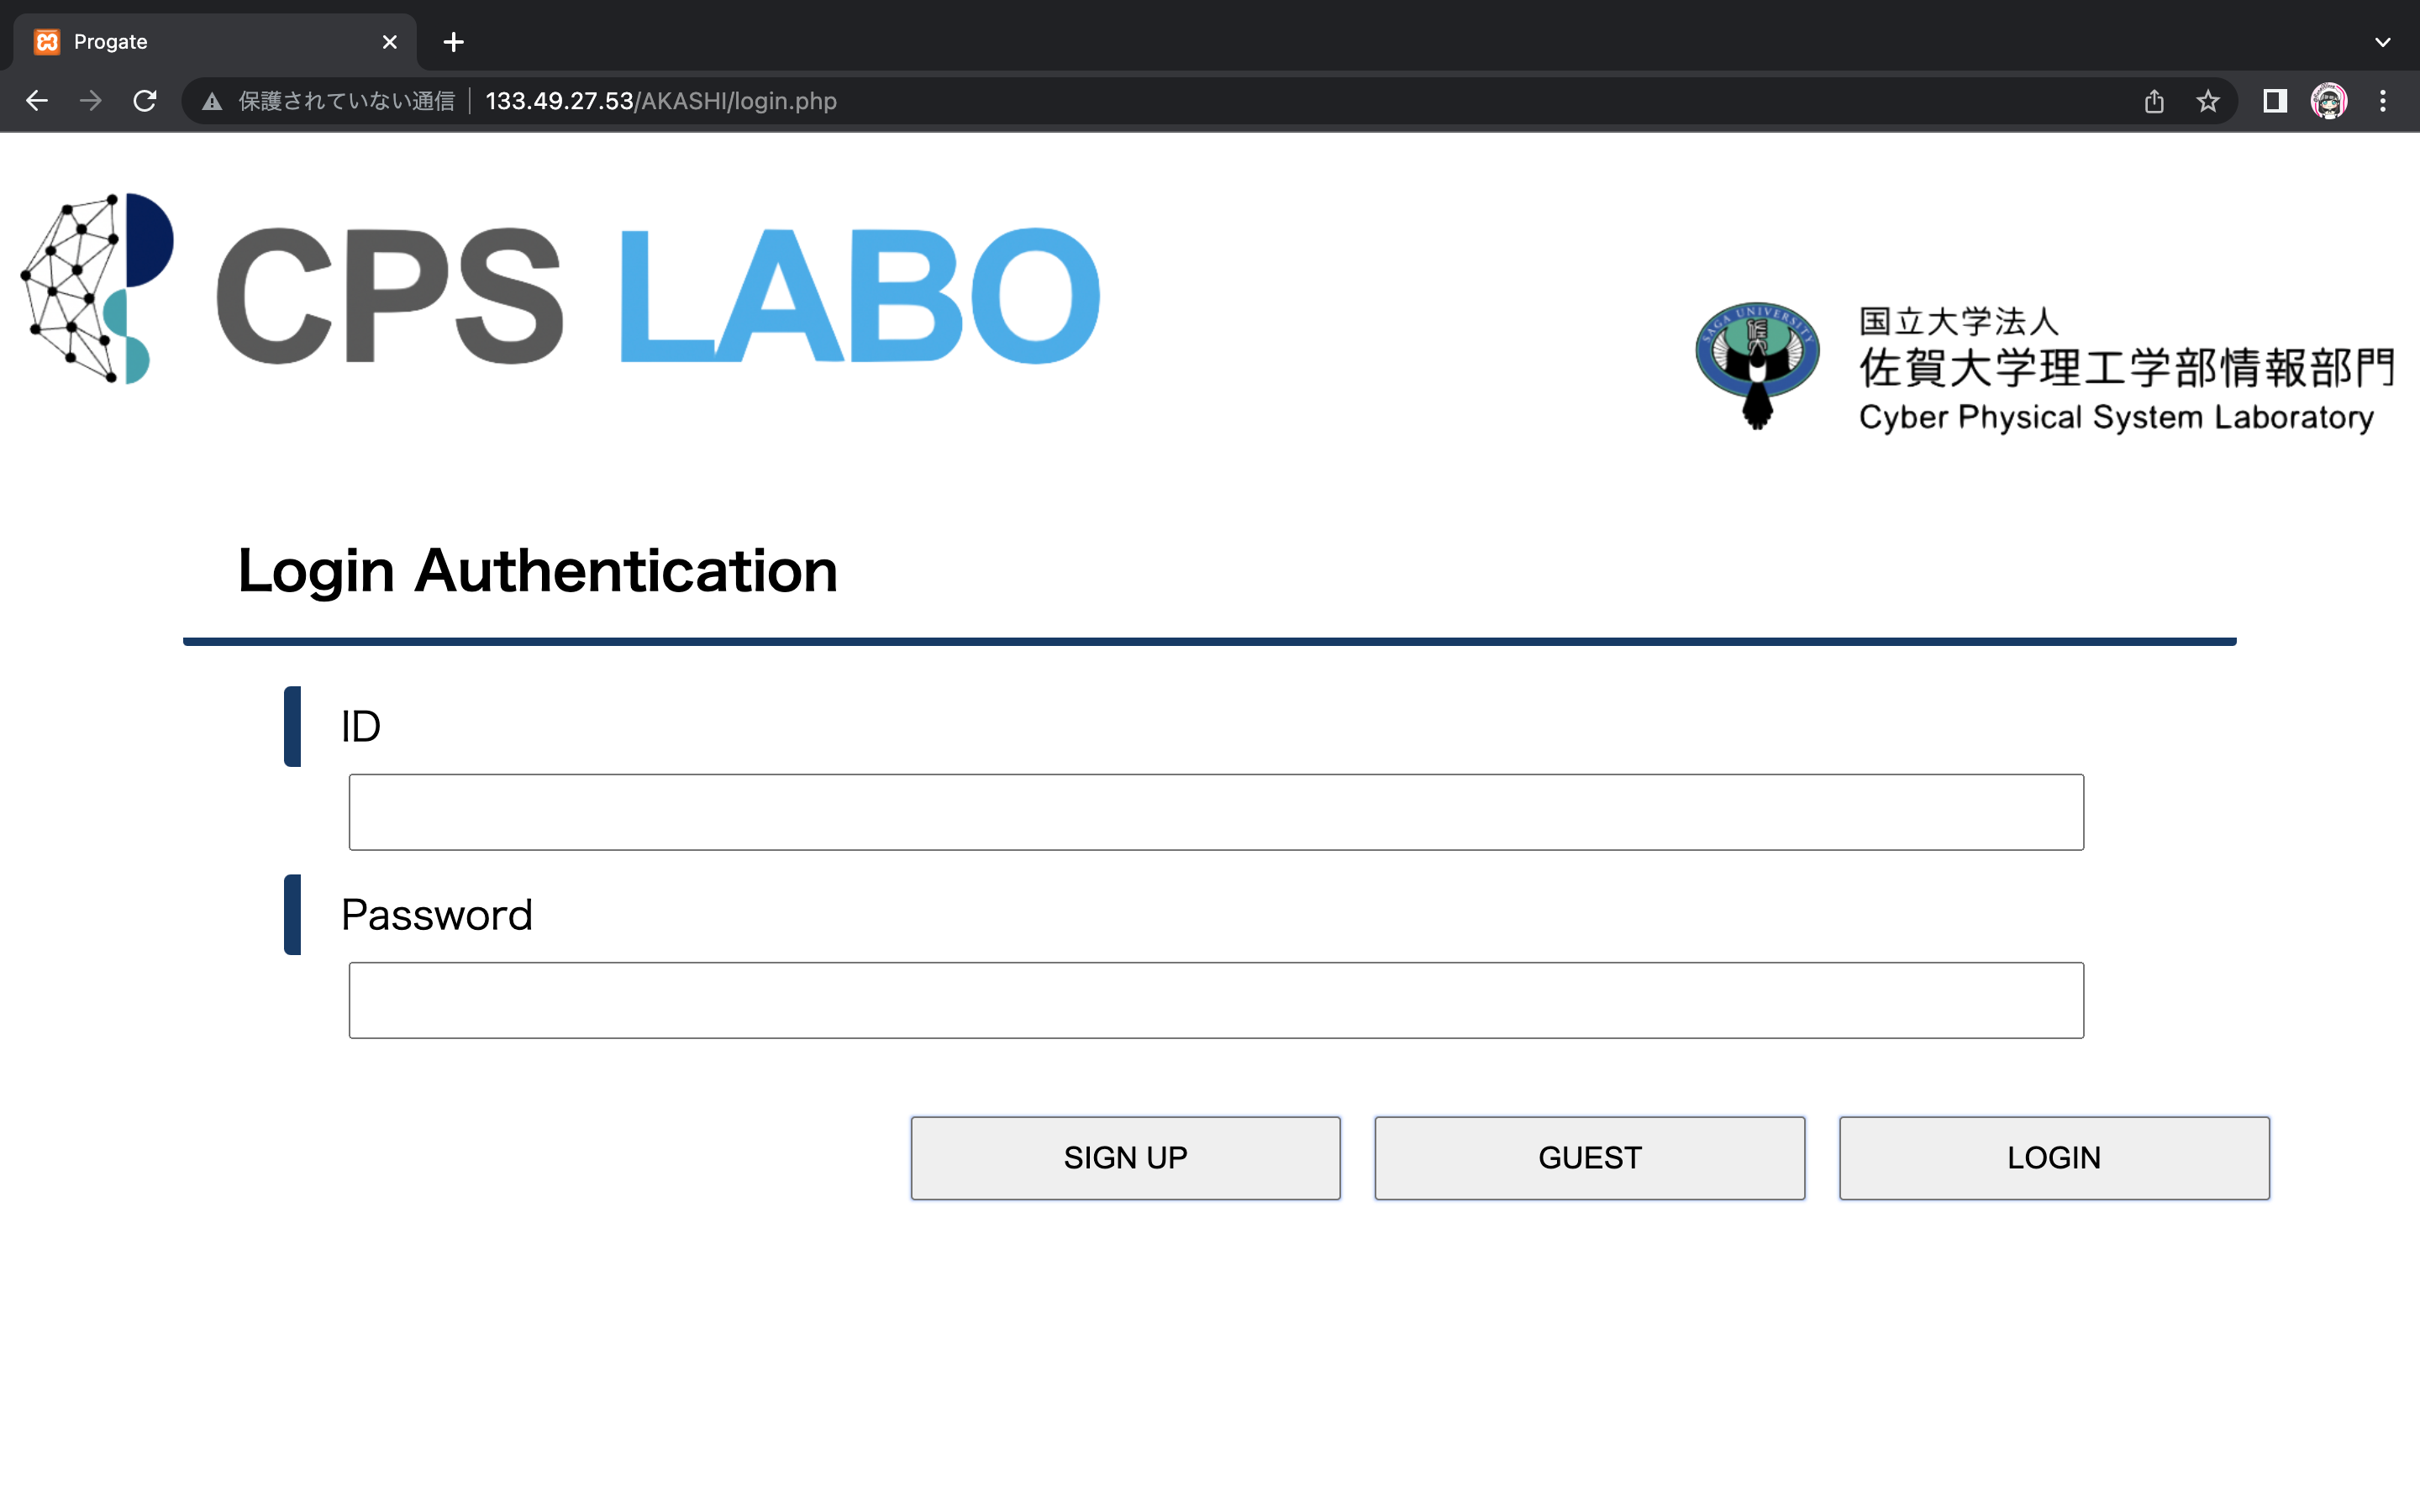 Progate
保護されていない通信 133.49.27.53/AKASHI/login.php
CPS LABO
SAGA UNIVERSITY
国立大学法人
佐賀大学理工学部情報部門
Cyber Physical System Laboratory
Login Authentication
ID
Password
SIGN UP GUEST LOGIN